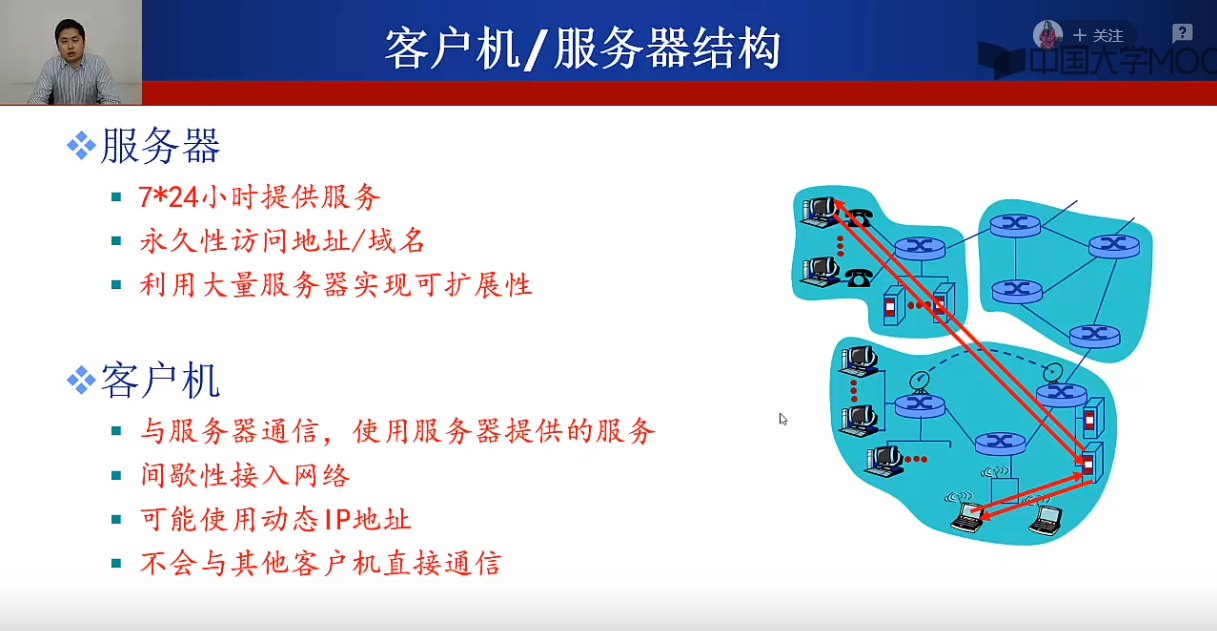 客户机/服务器结构
+ 关注
中国大学MOOC
服务器
7*24小时提供服务
永久性访问地址/域名
利用大量服务器实现可扩展性
客户机
与服务器通信，使用服务器提供的服务
间歇性接入网络
可能使用动态IP地址
不会与其他客户机直接通信